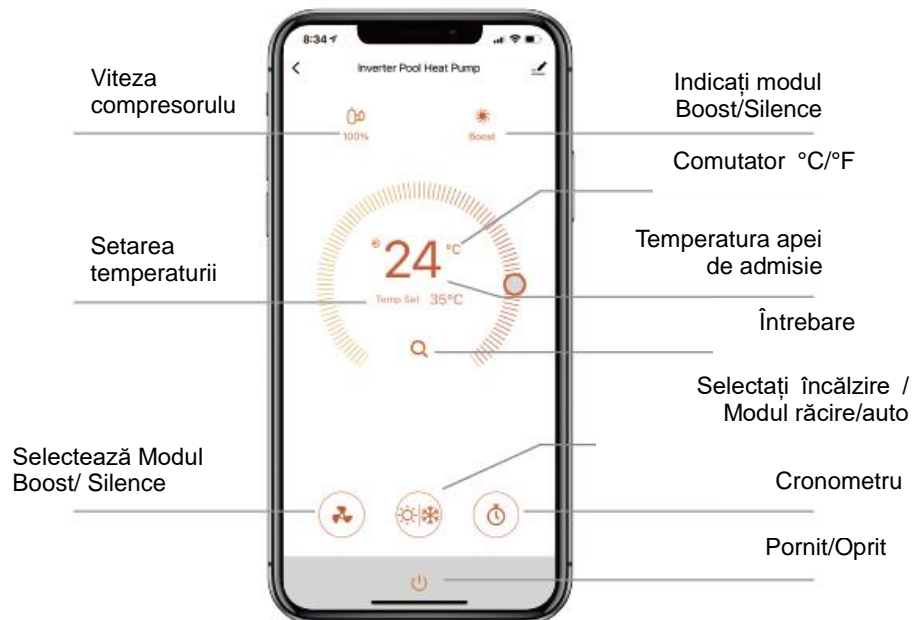 8:34
Inverter Pool Heat Pump
Viteza
compresorulu
Indicați modul
Boost/Silence
100%
Boost
Comutator °C/°F
Setarea
temperaturii
24 °C
Temperatura apei
de admisie
Temp Set 35°C
Întrebare
Selectați încălzire /
Modul răcire/auto
Selectează Modul
Boost/ Silence
Cronometru
Pornit/Oprit